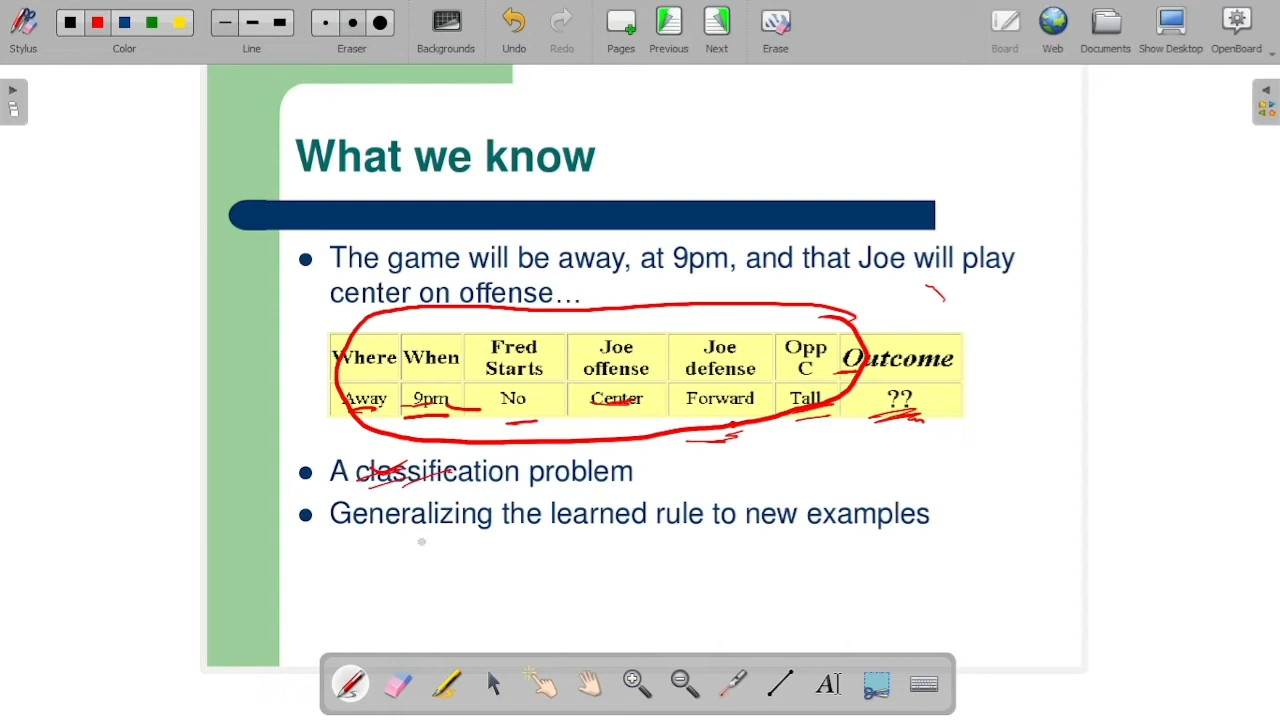 Stylus
Color
Line
Eraser
Backgrounds
Undo
Redo
Pages
Previous
Next
Erase
Board
Web
Documents
Show Desktop
OpenBoard
What we know
The game will be away, at 9pm, and that Joe will play
center on offense…
Where When Fred Starts Joe offense Joe defense Opp C Outcome
Away 9pm No Center Forward Tall ??
A classification problem
Generalizing the learned rule to new examples